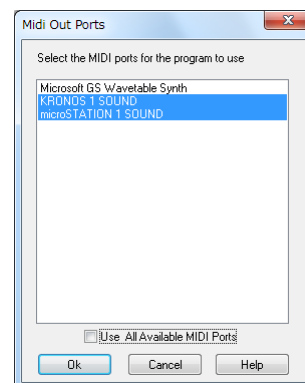 Midi Out Ports
Select the MIDI ports for the program to use
Microsoft GS Wavetable Synth
KRONOS 1 SOUND
microSTATION 1 SOUND
Use All Available MIDI Ports
Ok Cancel Help